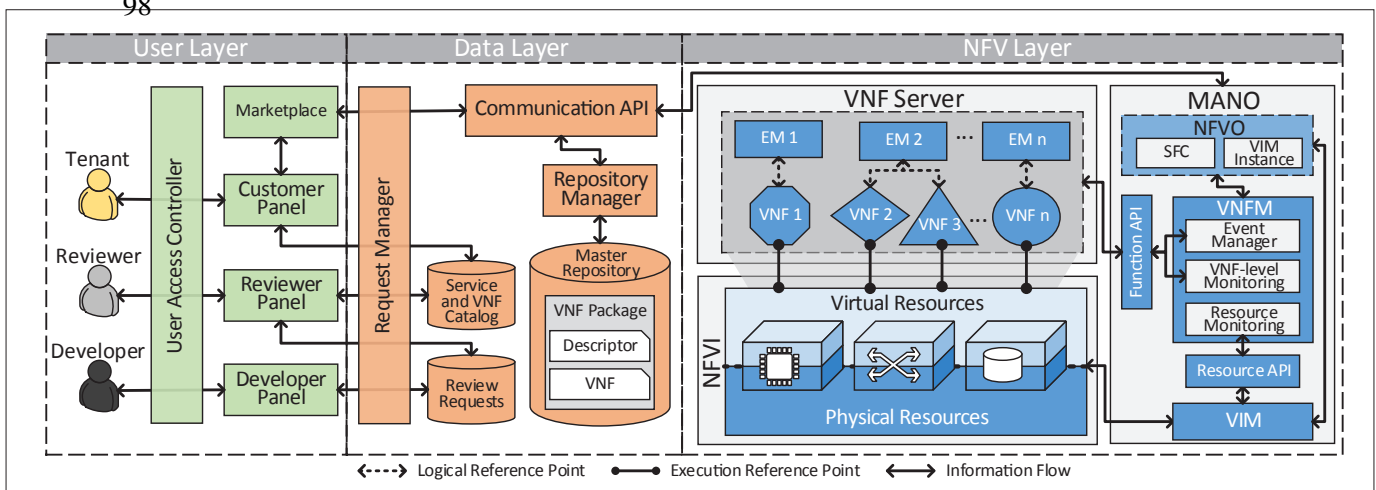 98
User Layer
Data Layer
NFV Layer
Tenant
Reviewer
Developer
User Access Controller
Marketplace
Customer
Panel
Reviewer
Panel
Developer
Panel
Request Manager
Communication API
Repository
Manager
Service
and VNF
Catalog
Review
Requests
Master
Repository
VNF Package
Descriptor
VNF
VNF Server
EM 1
EM 2
...
EM n
VNF 1
VNF 2
VNF 3
...
VNF n
NFVI
Virtual Resources
Physical Resources
MANO
NFVO
SFC
VIM
Instance
Function API
VNFM
Event
Manager
VNF-level
Monitoring
Resource
Monitoring
Resource API
VIM
Logical Reference Point
Execution Reference Point
Information Flow